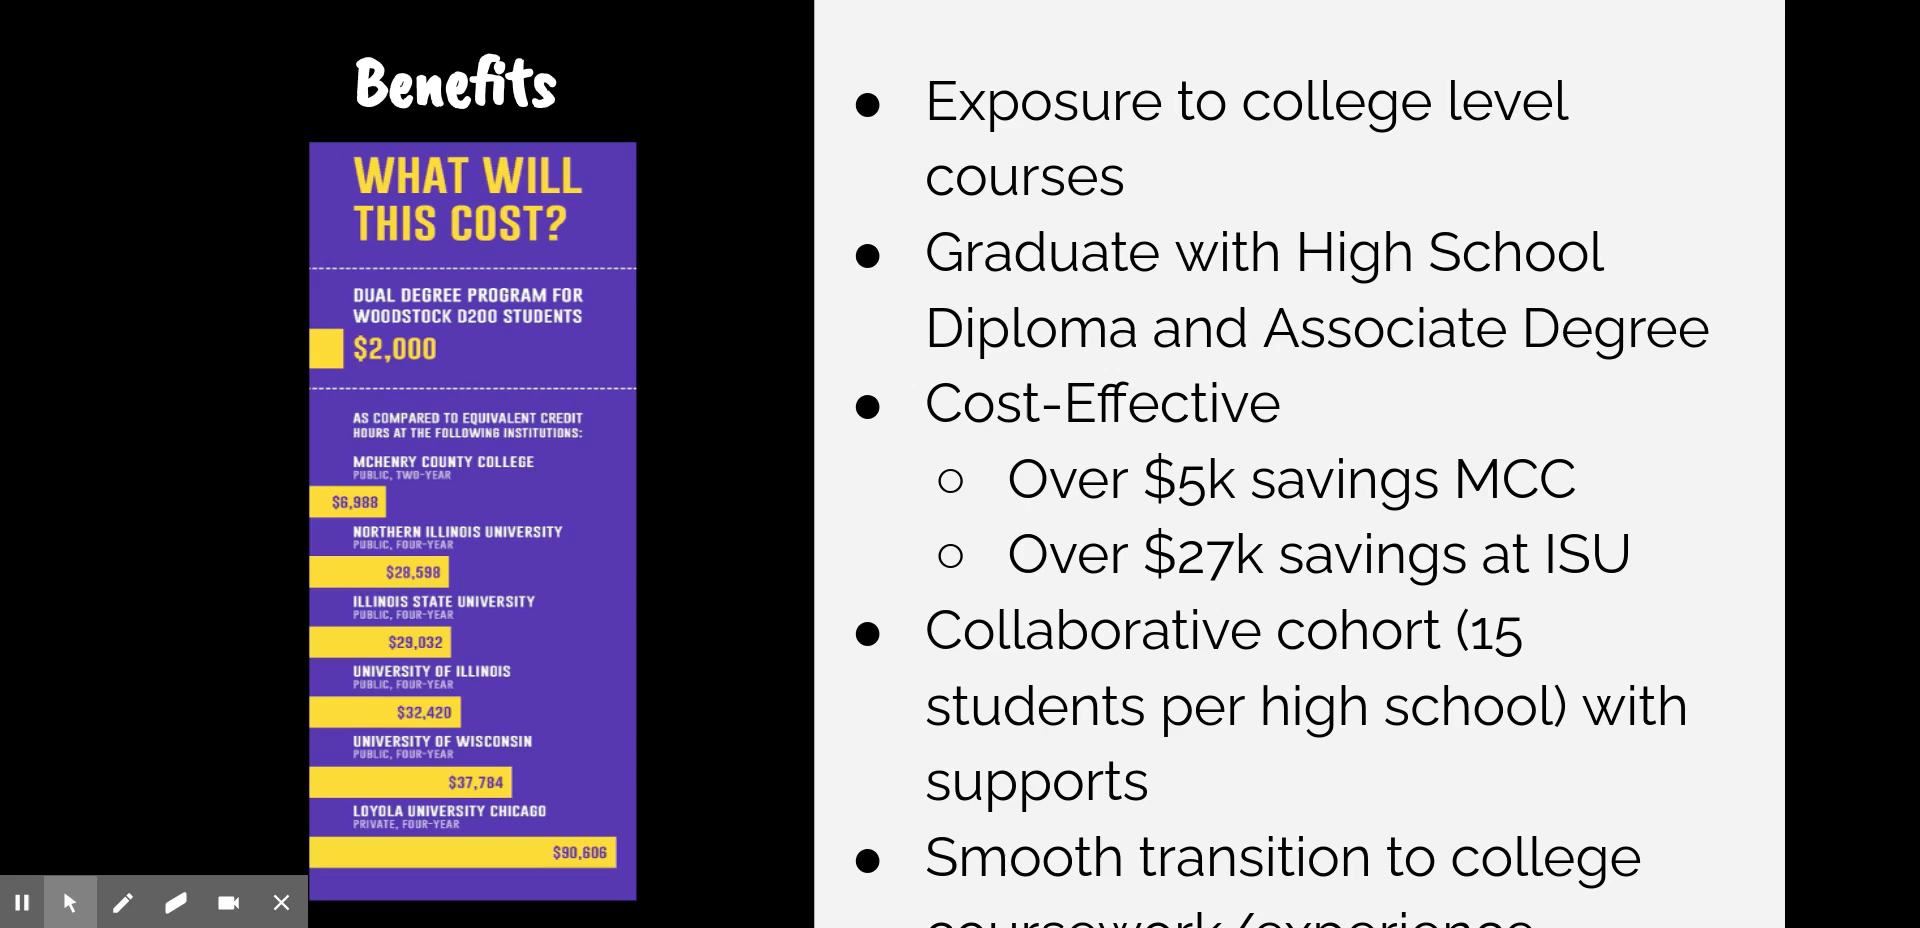 Benefits
WHAT WILL
THIS COST?
DUAL DEGREE PROGRAM FOR
WOODSTOCK D200 STUDENTS
$2,000
AS COMPARED TO EQUIVALENT CREDIT
HOURS AT THE FOLLOWING INSTITUTIONS:
MCHENRY COUNTY COLLEGE
PUBLIC, TWO-YEAR
$6,988
NORTHERN ILLINOIS UNIVERSITY
PUBLIC, FOUR-YEAR
$28,598
ILLINOIS STATE UNIVERSITY
PUBLIC, FOUR-YEAR
$29,032
UNIVERSITY OF ILLINOIS
PUBLIC, FOUR-YEAR
$32,420
UNIVERSITY OF WISCONSIN
PUBLIC, FOUR-YEAR
$37,784
LOYOLA UNIVERSITY CHICAGO
PRIVATE, FOUR-YEAR
$90,606
● Exposure to college level
courses
● Graduate with High School
Diploma and Associate Degree
● Cost-Effective
○ Over $5k savings MCC
○ Over $27k savings at ISU
● Collaborative cohort (15
students per high school) with
supports
● Smooth transition to college
coursework/experience